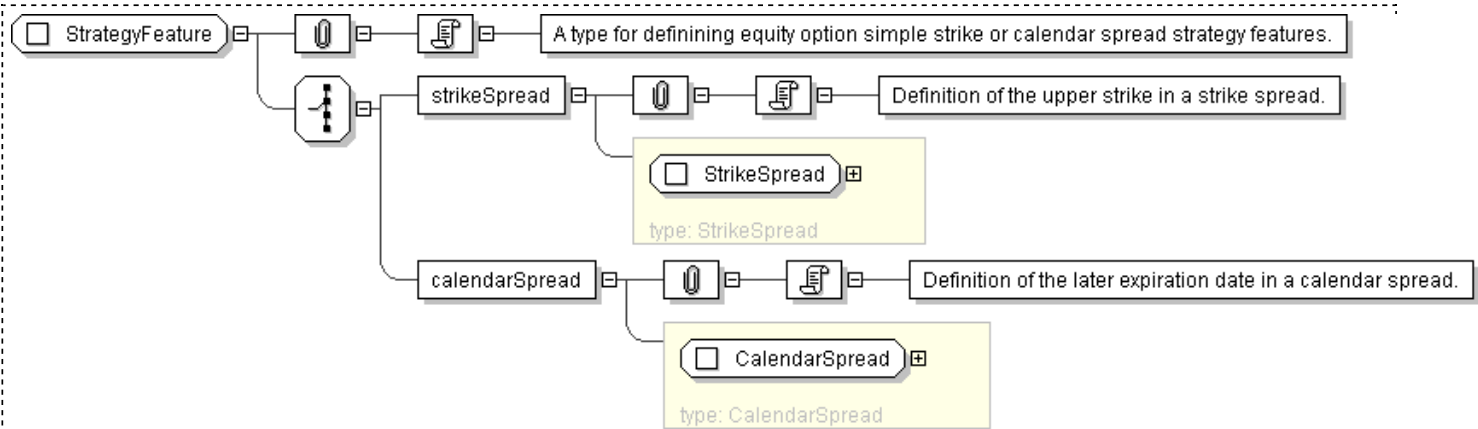 StrategyFeature
A type for definining equity option simple strike or calendar spread strategy features.
strikeSpread
Definition of the upper strike in a strike spread.
StrikeSpread
type: StrikeSpread
calendarSpread
Definition of the later expiration date in a calendar spread.
CalendarSpread
type: CalendarSpread